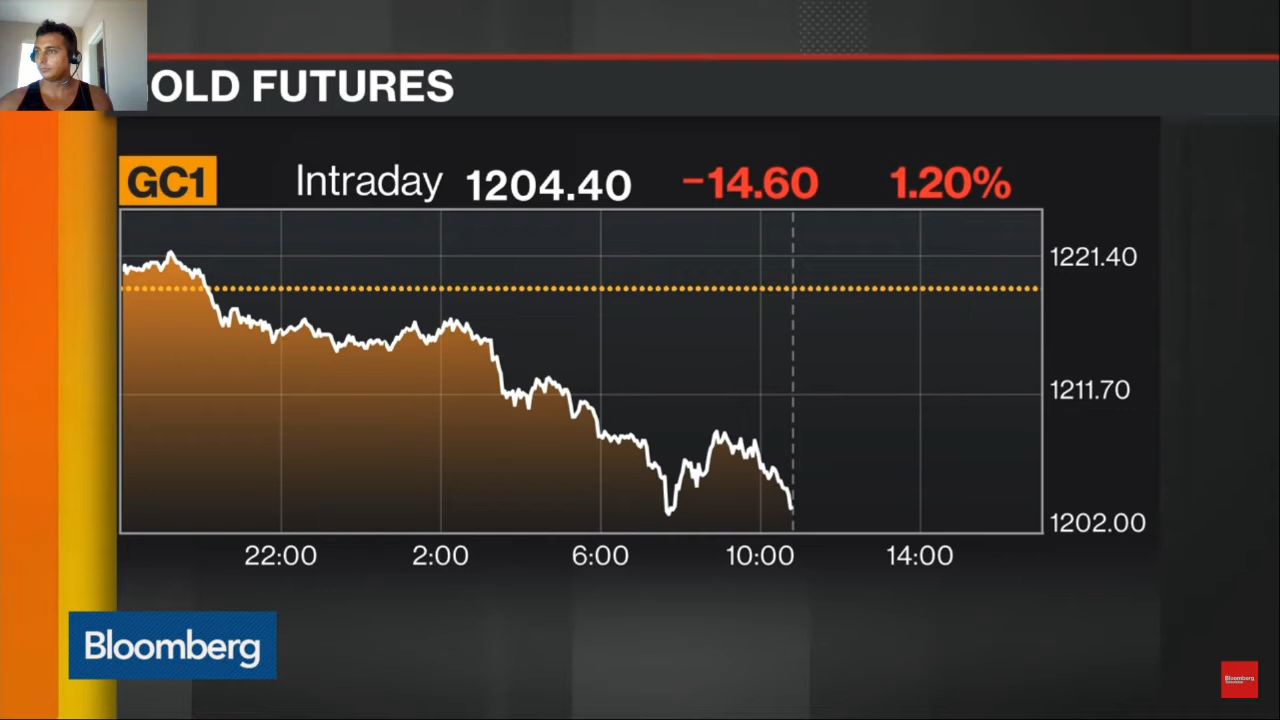 OLD FUTURES
GC1 Intraday 1204.40 −14.60 1.20%
1221.40
1211.70
1202.00
22:00 2:00 6:00 10:00 14:00
Bloomberg
Bloomberg